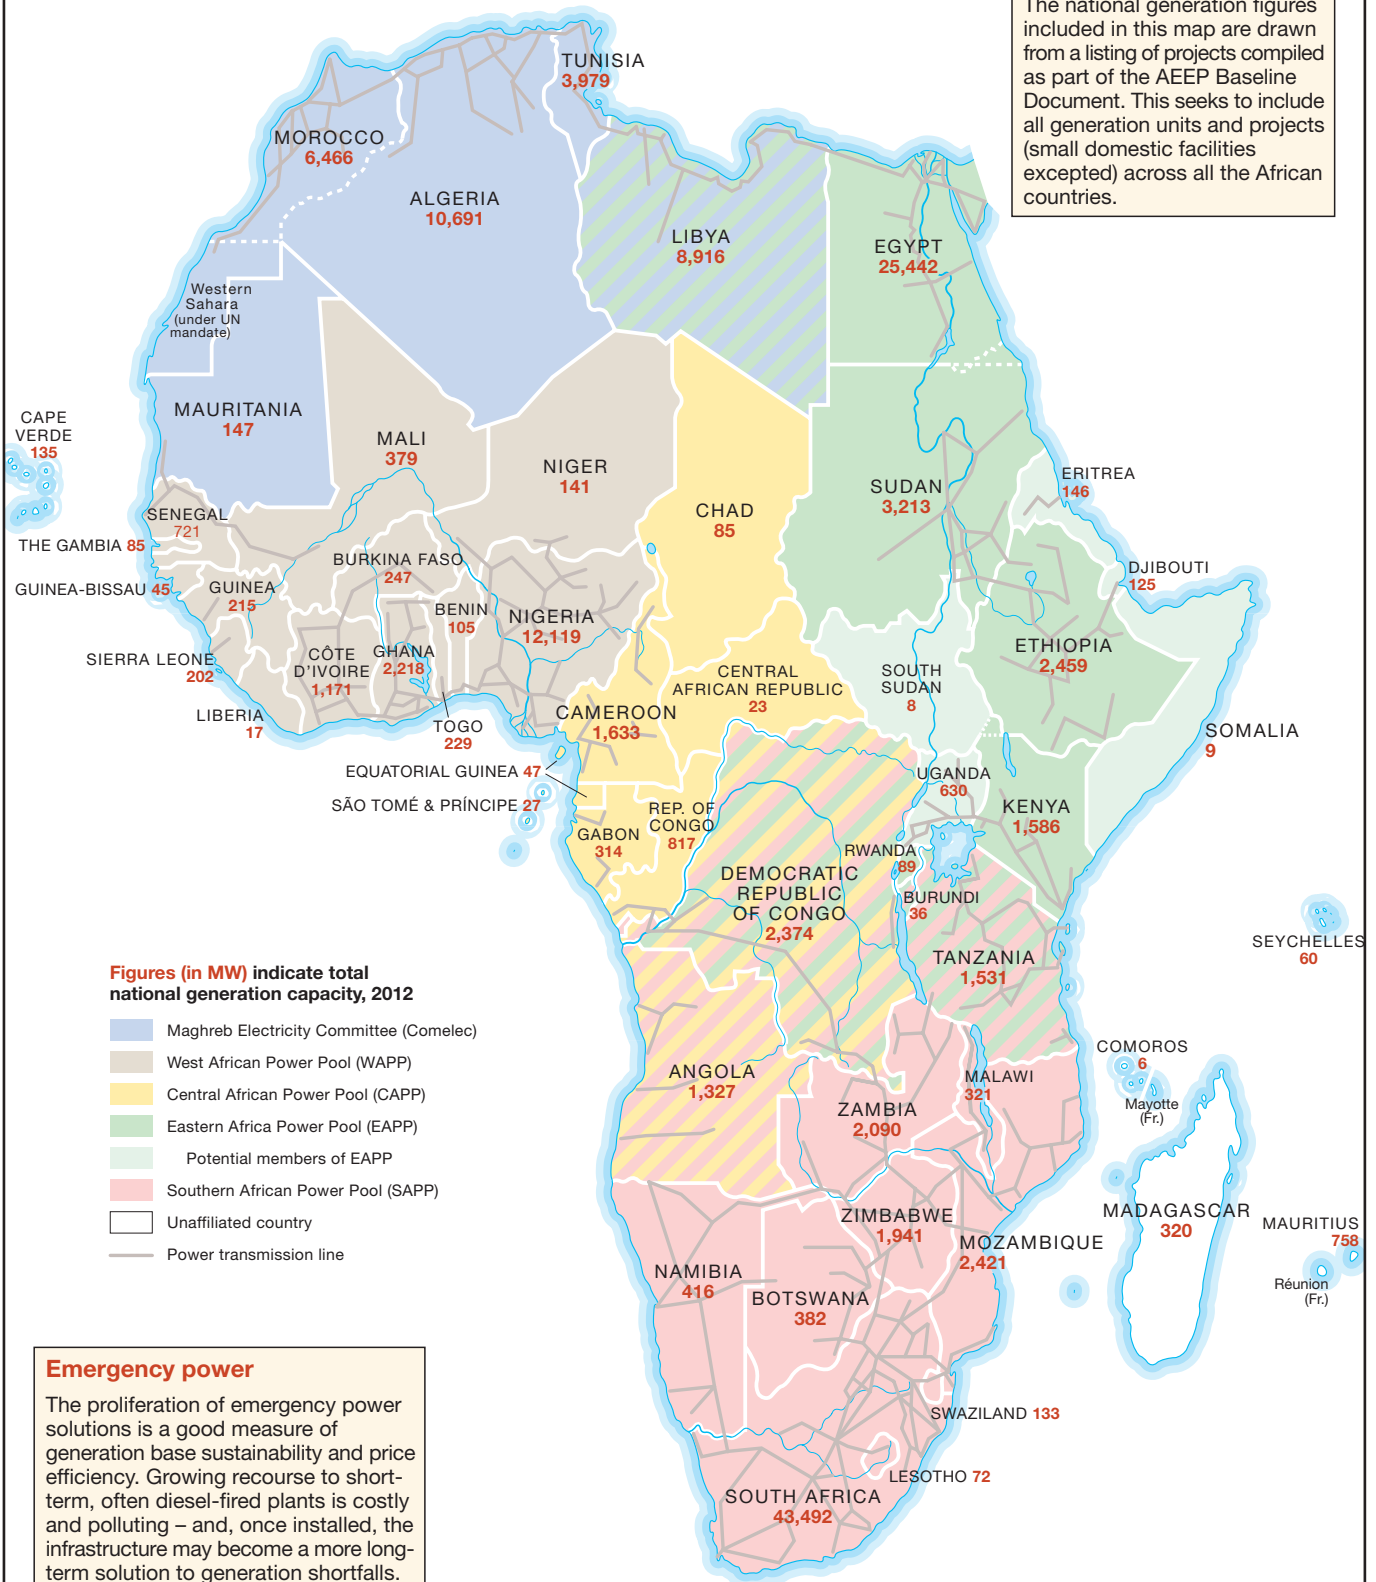 The national generation figures
included in this map are drawn
from a listing of projects compiled
as part of the AEEP Baseline
Document. This seeks to include
all generation units and projects
(small domestic facilities
excepted) across all the African
countries.
TUNISIA
3,979
MOROCCO
6,466
ALGERIA
10,691
LIBYA
8,916
EGYPT
25,442
Western
Sahara
(under UN
mandate)
MAURITANIA
147
CAPE
VERDE
135
MALI
379
NIGER
141
CHAD
85
SUDAN
3,213
ERITREA
146
SENEGAL
721
THE GAMBIA 85
GUINEA-BISSAU 45
GUINEA
215
BURKINA FASO
247
BENIN
105
NIGERIA
12,119
DJIBOUTI
125
ETHIOPIA
2,459
SIERRA LEONE
202
CÔTE
D'IVOIRE
1,171
GHANA
2,218
CENTRAL
AFRICAN REPUBLIC
23
SOUTH
SUDAN
8
LIBERIA
17
TOGO
229
CAMEROON
1,633
SOMALIA
9
EQUATORIAL GUINEA 47
SÃO TOMÉ & PRÍNCIPE 27
GABON
314
REP. OF
CONGO
817
UGANDA
630
KENYA
1,586
RWANDA
89
DEMOCRATIC
REPUBLIC
OF CONGO
2,374
BURUNDI
36
TANZANIA
1,531
SEYCHELLES
60
Figures (in MW) indicate total
national generation capacity, 2012
Maghreb Electricity Committee (Comelec)
West African Power Pool (WAPP)
Central African Power Pool (CAPP)
Eastern Africa Power Pool (EAPP)
Potential members of EAPP
Southern African Power Pool (SAPP)
Unaffiliated country
Power transmission line
ANGOLA
1,327
ZAMBIA
2,090
MALAWI
321
COMOROS
6
Mayotte
(Fr.)
MADAGASCAR
320
MAURITIUS
758
Réunion
(Fr.)
ZIMBABWE
1,941
MOZAMBIQUE
2,421
NAMIBIA
416
BOTSWANA
382
SWAZILAND 133
LESOTHO 72
SOUTH AFRICA
43,492
Emergency power
The proliferation of emergency power
solutions is a good measure of
generation base sustainability and price
efficiency. Growing recourse to short-
term, often diesel-fired plants is costly
and polluting – and, once installed, the
infrastructure may become a more long-
term solution to generation shortfalls.